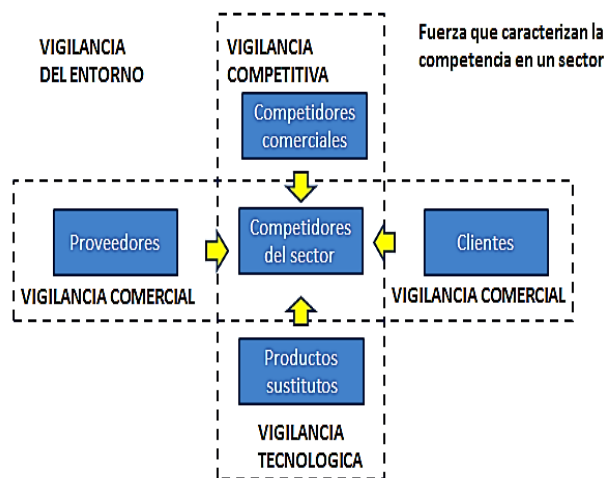 VIGILANCIA
DEL ENTORNO
VIGILANCIA
COMPETITIVA
Fuerza que caracterizan la
competencia en un sector
Competidores
comerciales
Proveedores
Competidores
del sector
Clientes
VIGILANCIA COMERCIAL
VIGILANCIA COMERCIAL
Productos
sustitutos
VIGILANCIA
TECNOLOGICA